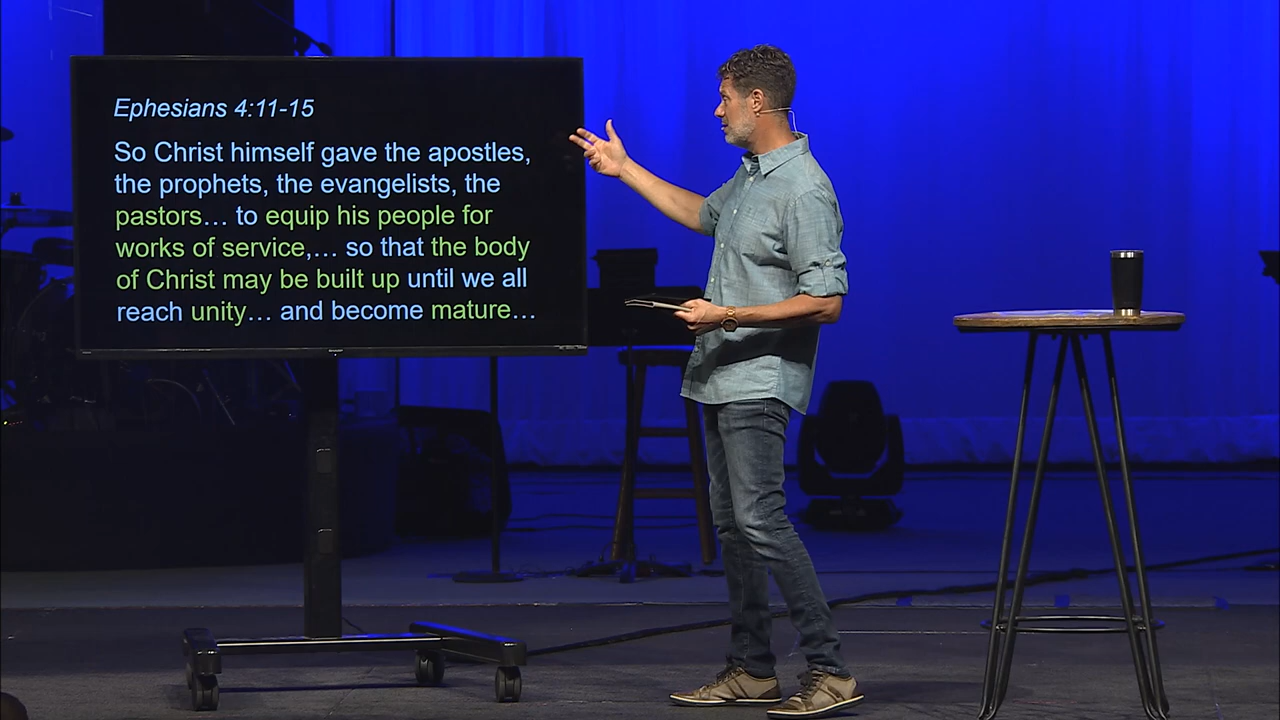 Ephesians 4:11-15
So Christ himself gave the apostles,
the prophets, the evangelists, the
pastors… to equip his people for
works of service,… so that the body
of Christ may be built up until we all
reach unity… and become mature…